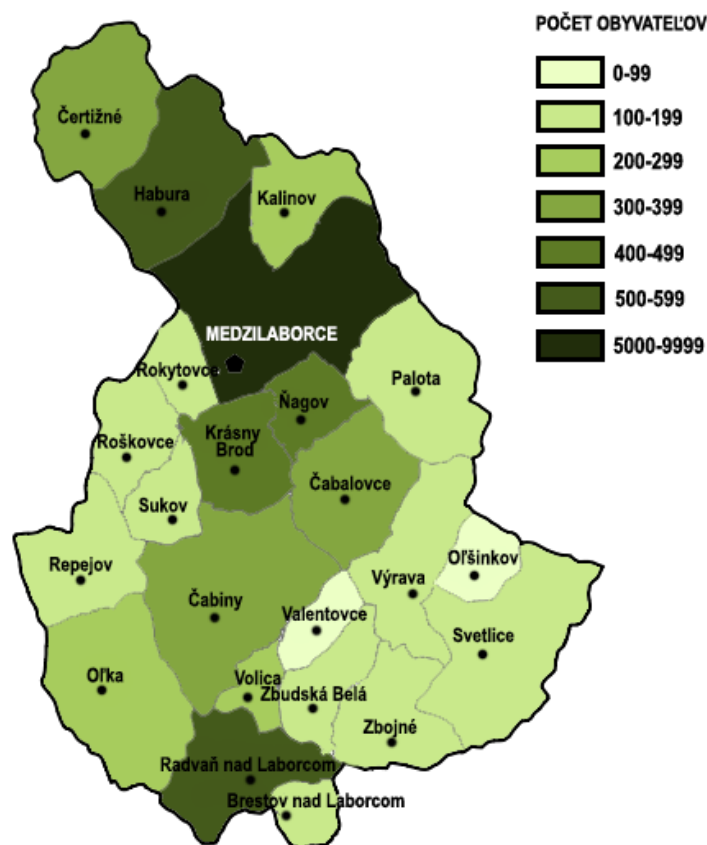 POČET OBYVATEĽOV
0-99
100-199
200-299
300-399
400-499
500-599
5000-9999
Čertižné
Habura
Kalinov
MEDZILABORCE
Rokytovce
Palota
Ňagov
Krásny
Brod
Roškovce
Čabalovce
Sukov
Repejov
Oľšinkov
Výrava
Čabiny
Valentovce
Svetlice
Oľka
Volica
Zbudská Belá
Zbojné
Radvaň nad Laborcom
Brestov nad Laborcom